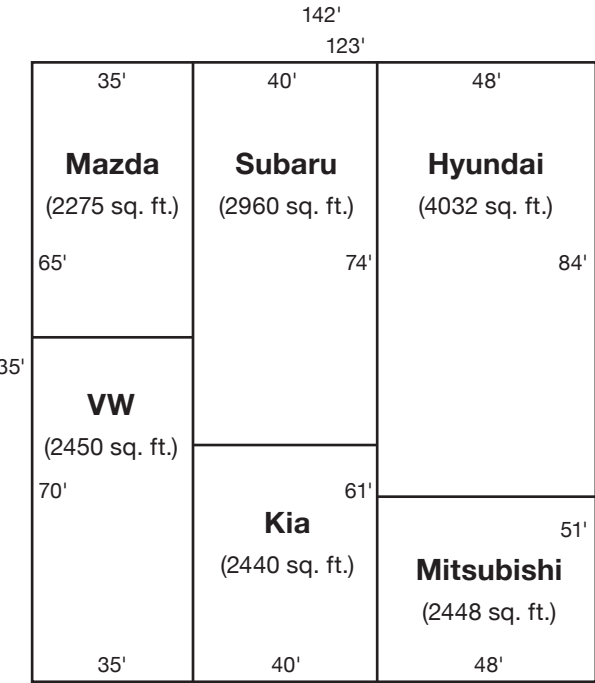 142'
123'
35' 40' 48'
Mazda Subaru Hyundai
(2275 sq. ft.) (2960 sq. ft.) (4032 sq. ft.)
65' 74' 84'
35'
VW
(2450 sq. ft.)
70' 61'
Kia
(2440 sq. ft.)
51'
Mitsubishi
(2448 sq. ft.)
35' 40' 48'